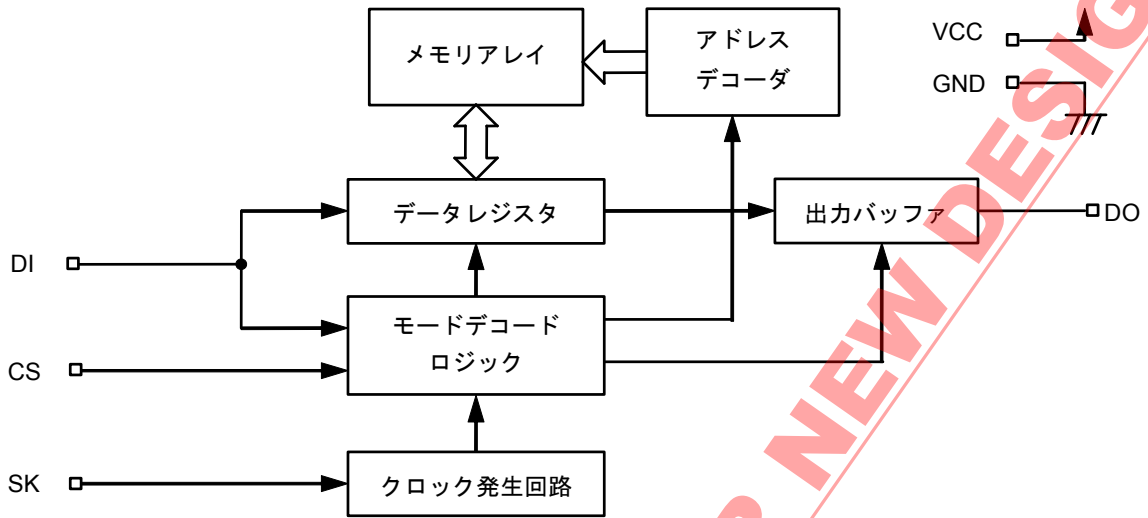 メモリアレイ
アドレス
デコーダ
VCC
GND
データレジスタ
出力バッファ
DO
DI
モードデコード
ロジック
CS
SK
クロック発生回路
NEW DESIG